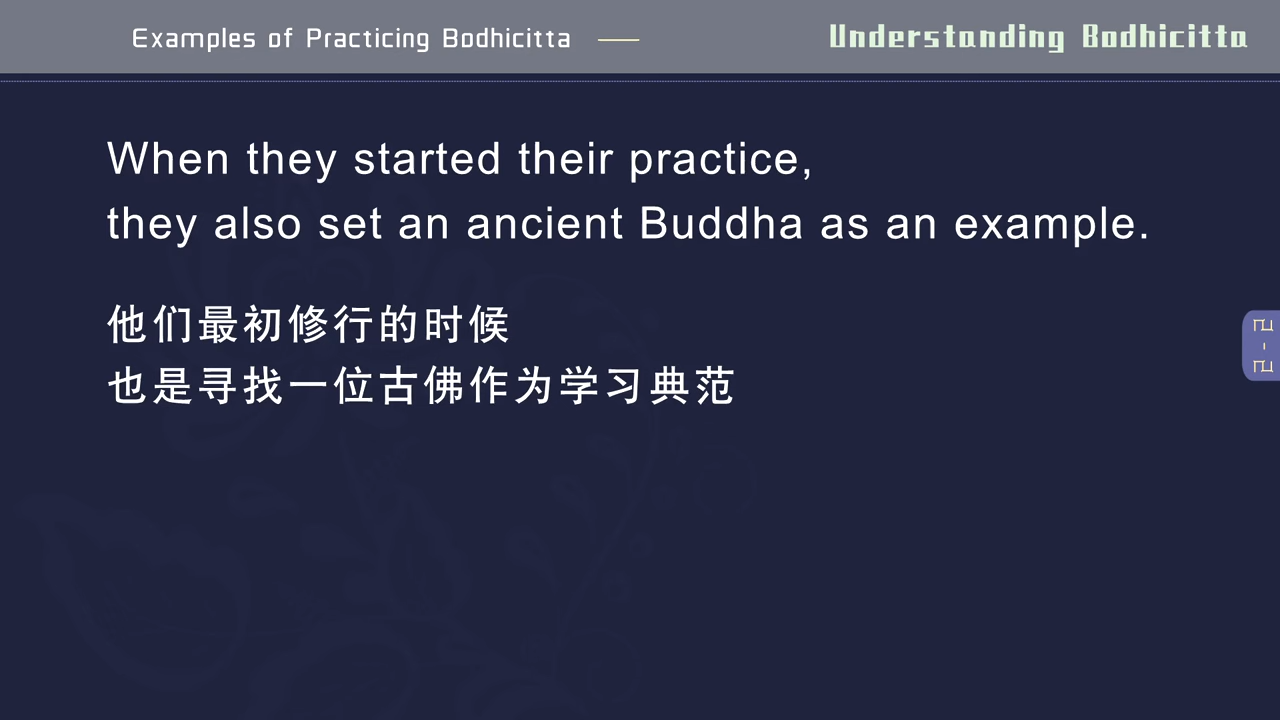 Examples of Practicing Bodhicitta
Understanding Bodhicitta
When they started their practice,
they also set an ancient Buddha as an example.
他们最初修行的时候
也是寻找一位古佛作为学习典范